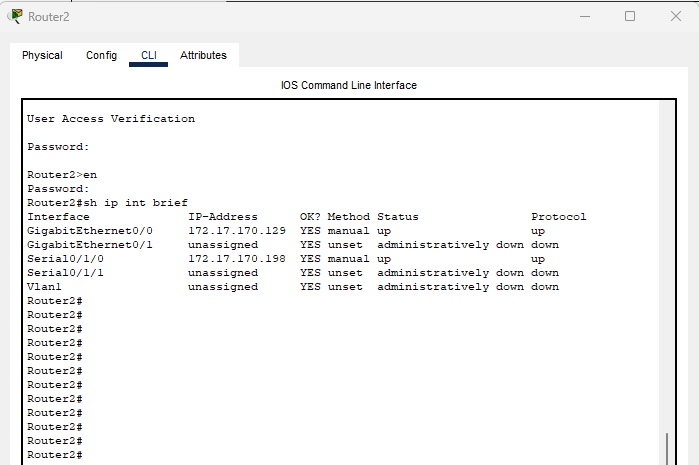 Router2
Physical Config CLI Attributes
IOS Command Line Interface
User Access Verification
Password:
Router2>en
Password:
Router2#sh ip int brief
Interface IP-Address OK? Method Status Protocol
GigabitEthernet0/0 172.17.170.129 YES manual up up
GigabitEthernet0/1 unassigned YES unset administratively down down
Serial0/1/0 172.17.170.198 YES manual up up
Serial0/1/1 unassigned YES unset administratively down down
Vlan1 unassigned YES unset administratively down down
Router2#
Router2#
Router2#
Router2#
Router2#
Router2#
Router2#
Router2#
Router2#
Router2#
Router2#
Router2#